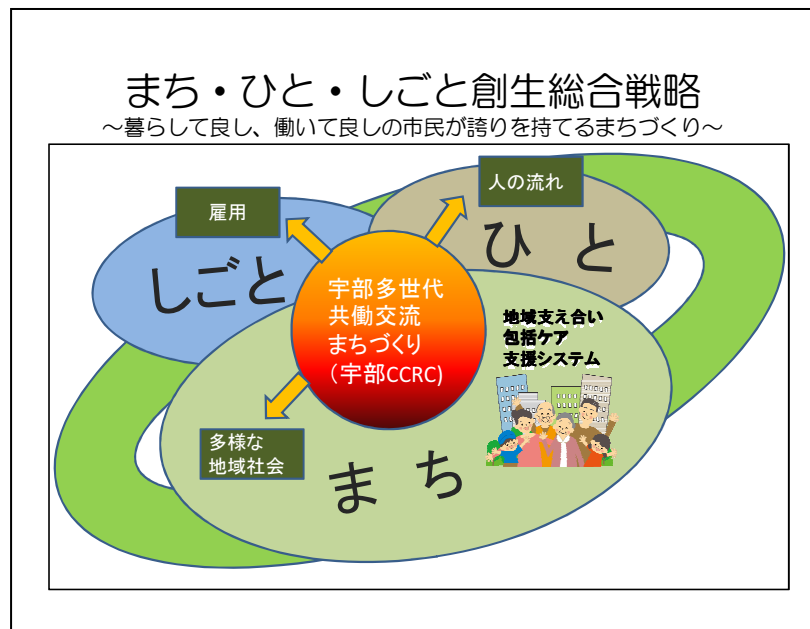 まち・ひと・しごと創生総合戦略
～暮らして良し、働いて良しの市民が誇りを持てるまちづくり～
人の流れ
雇用
ひと
しごと
宇部多世代
共働交流
まちづくり
（宇部CCRC)
地域支え合い
包括ケア
支援システム
多様な
地域社会
まち